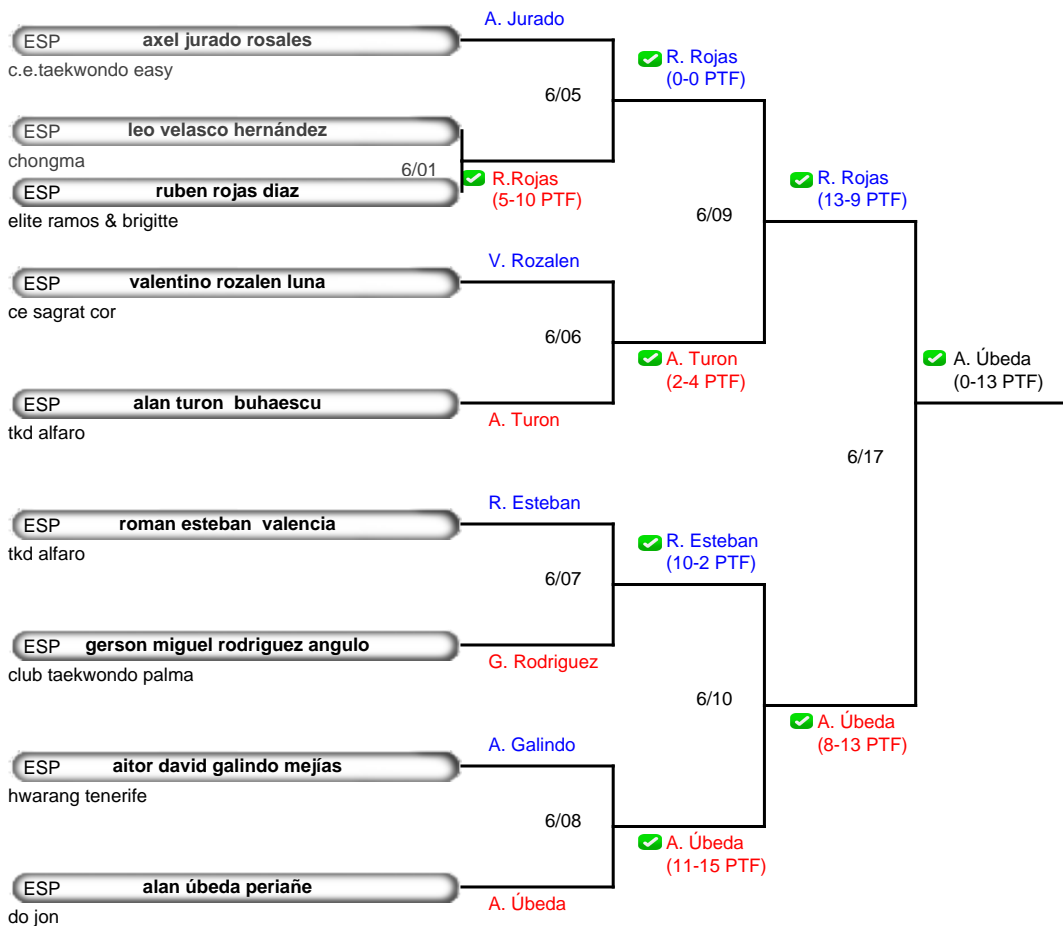 A. Jurado
ESP axel jurado rosales
c.e.taekwondo easy
R. Rojas
(0-0 PTF)
6/05
ESP leo velasco hernández
chongma
6/01
R.Rojas
(5-10 PTF)
ESP ruben rojas diaz
elite ramos & brigitte
R. Rojas
(13-9 PTF)
6/09
V. Rozalen
ESP valentino rozalen luna
ce sagrat cor
6/06
A. Turon
(2-4 PTF)
ESP alan turon buhaescu
A. Turon
tkd alfaro
A. Úbeda
(0-13 PTF)
6/17
R. Esteban
ESP roman esteban valencia
tkd alfaro
R. Esteban
(10-2 PTF)
6/07
ESP gerson miguel rodriguez angulo
G. Rodriguez
club taekwondo palma
6/10
A. Úbeda
(8-13 PTF)
A. Galindo
ESP aitor david galindo mejías
hwarang tenerife
6/08
A. Úbeda
(11-15 PTF)
ESP alan úbeda periañe
A. Úbeda
do jon